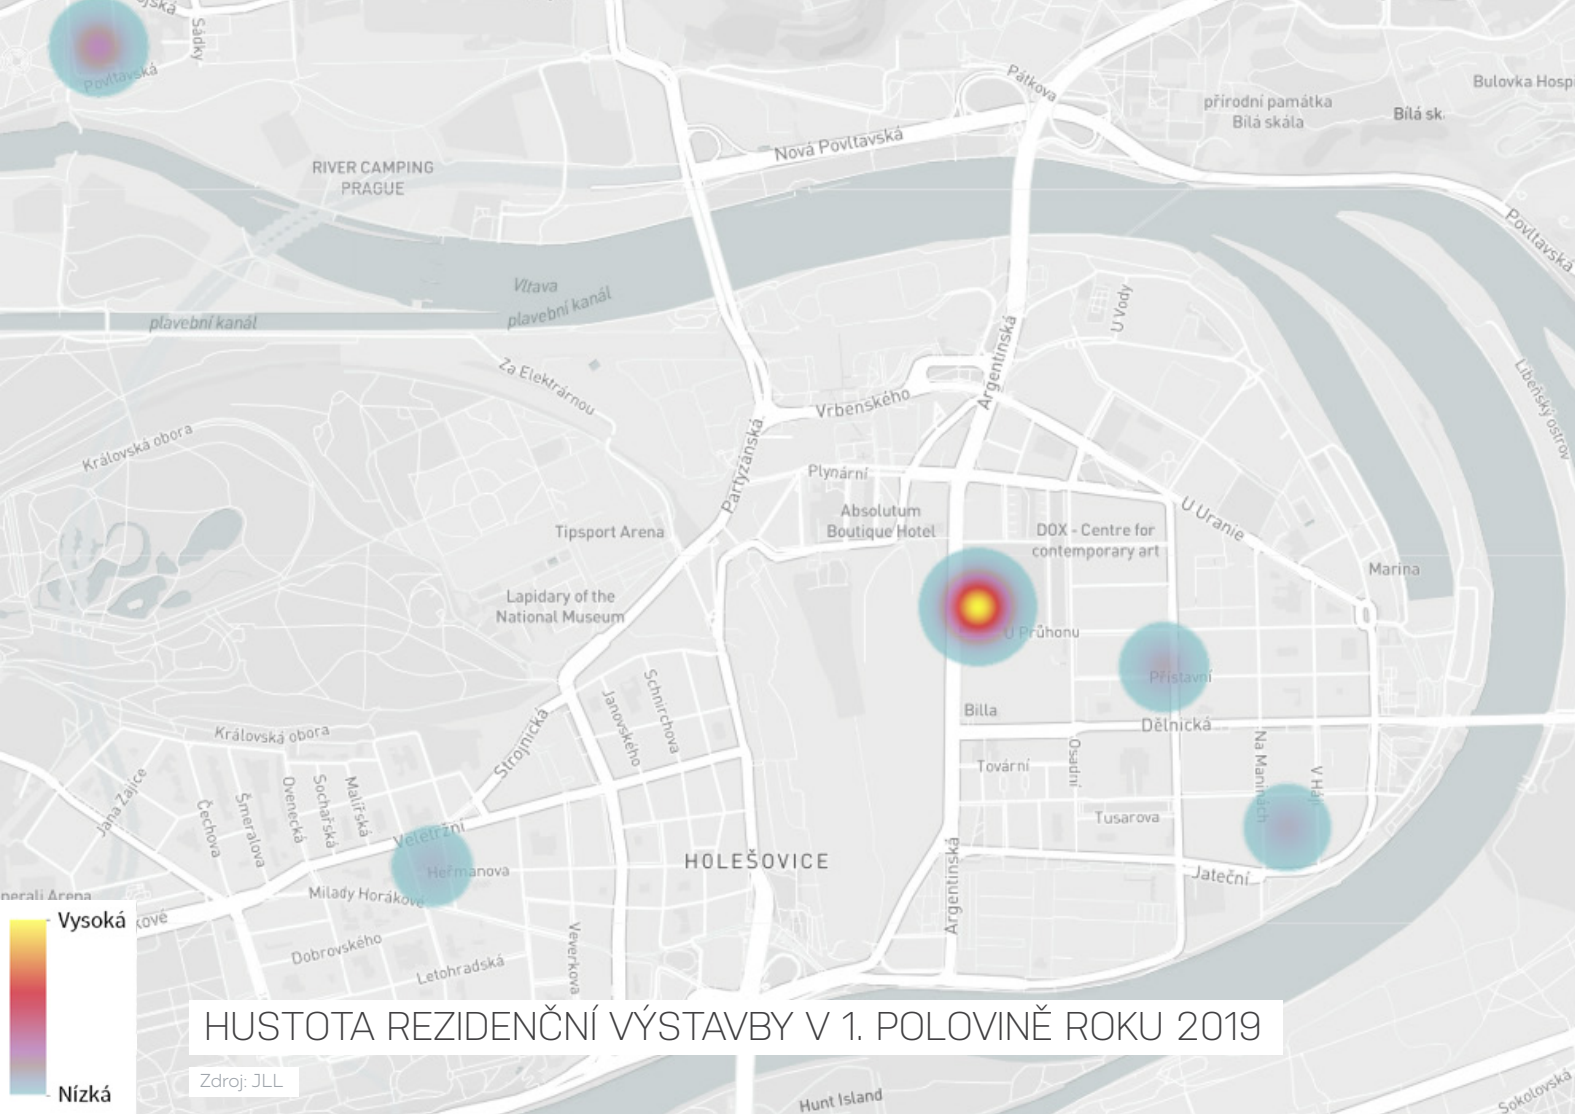 Sádky
Povltavská
Pátkova
Bulovka Hosp
přírodní památka
Bílá skála
Bílá sk
Nová Povltavská
RIVER CAMPING
PRAGUE
Povltavská
Vltava
plavební kanál
plavební kanál
U Vody
Argentinská
Za Elektrárnou
Libeňský ostrov
Vrbenského
Královská obora
Partyzánská
Plynární
Absolutum
Boutique Hotel
U Uranie
Tipsport Arena
DOX - Centre for
contemporary art
Marina
Lapidary of the
National Museum
U Průhonu
Přístavní
Schnirchova
Janovského
Billa
Dělnická
Královská obora
Strojnická
Osadní
Na Maninách
V Háj
Tovární
Jana Zajíce
Čechova
Šmeralova
Ovenecká
Sochařská
Malířská
Tusarova
Veletržní
Heřmanova
HOLEŠOVICE
Argentinská
Jateční
nerali Arena
Milady Horákové
kové
Dobrovského
Letohradská
Veverkova
Vysoká
Nízká
HUSTOTA REZIDENČNÍ VÝSTAVBY V 1. POLOVINĚ ROKU 2019
Zdroj: JLL
Hunt Island
Sokolovská